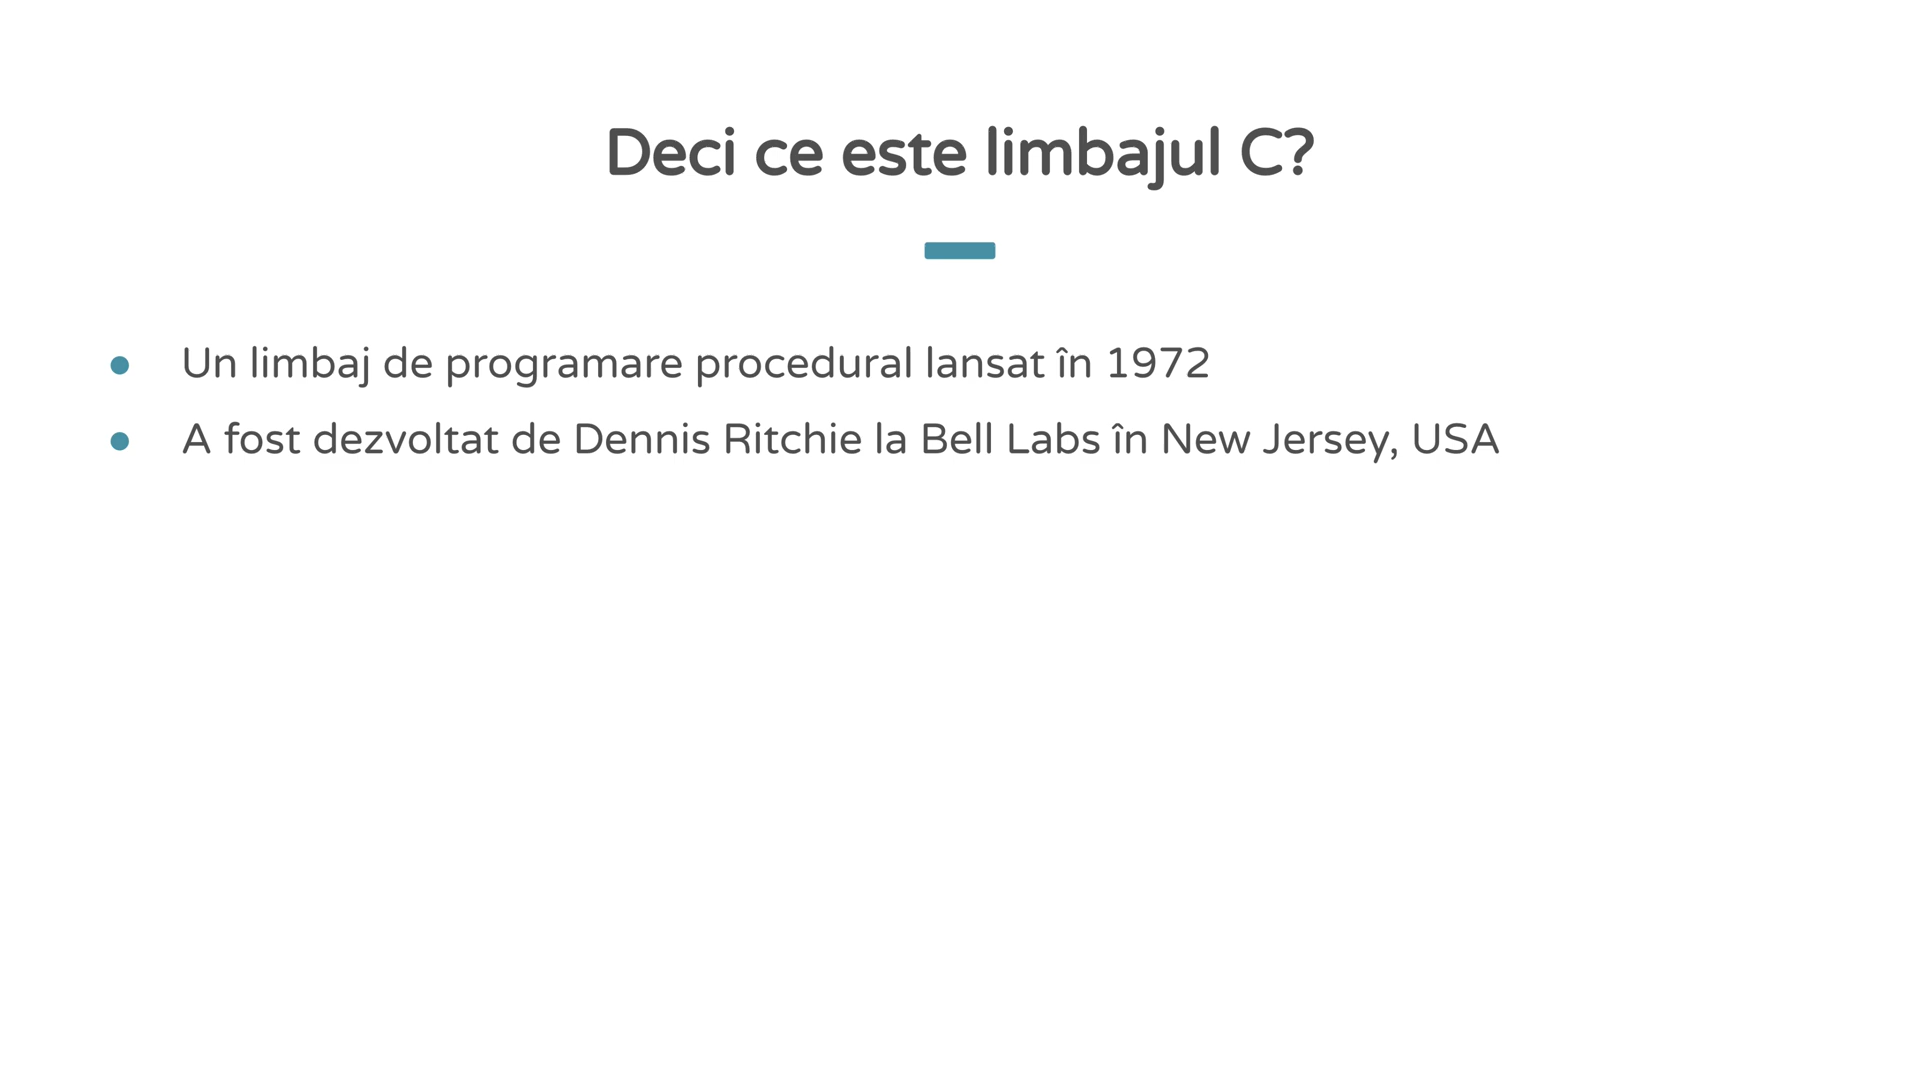 Deci ce este limbajul C?
Un limbaj de programare procedural lansat în 1972
A fost dezvoltat de Dennis Ritchie la Bell Labs în New Jersey, USA